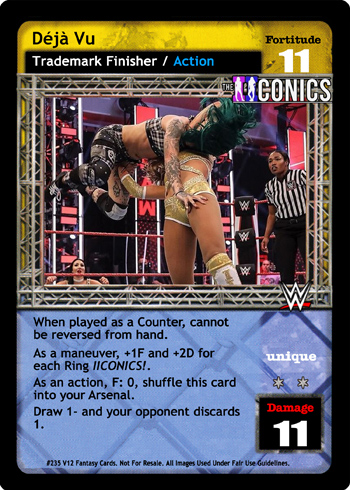 Déjà Vu
Fortitude
Trademark Finisher / Action
11
THE
IICONICS
W
When played as a Counter, cannot
be reversed from hand.
As a maneuver, +1F and +2D for
each Ring IICONICS!.
As an action, F: 0, shuffle this card
into your Arsenal.
Draw 1- and your opponent discards
1.
unique
Damage
11
#235 V12 Fantasy Cards. Not For Resale. All Images Used Under Fair Use Guidelines.